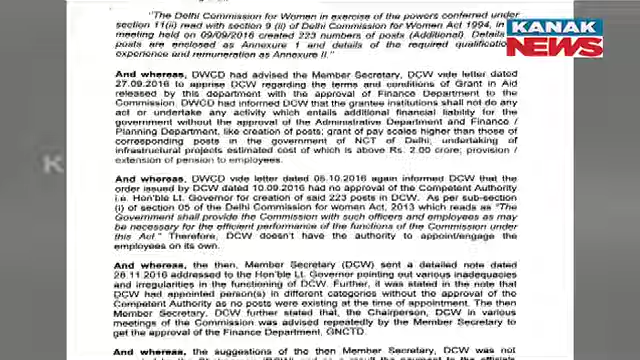 "The Delhi Commission for Women in exercise of the powers conferred under
section 11(ii) read with section 9 (ii) of Delhi Commission for Women Act 1994, in
meeting held on 09/09/2016 created 223 numbers of posts (Additional). Details
posts are enclosed as Annexure 1 and details of the required qualification
experience and remuneration as Annexure II."
KANAK
NEWS
And whereas, DWCD had advised the Member Secretary, DCW vide letter dated
27.09.2016 to apprise DCW regarding the terms and conditions of Grant in Aid
released by this department with the approval of Finance Department to the
Commission. DWCD had informed DCW that the grantee institutions shall not do any
act or undertake any activity which entails additional financial liability for the
government without the approval of the Administrative Department and Finance /
Planning Department, like creation of posts; grant of pay scales higher than those of
corresponding posts in the government of NCT of Delhi; undertaking of
infrastructural projects estimated cost of which is above Rs. 2.00 crore; provision /
extension of pension to employees.
And whereas, DWCD vide letter dated 05.10.2016 again informed DCW that the
order issued by DCW dated 10.09.2016 had no approval of the Competent Authority
i.e. Hon'ble Lt. Governor for creation of said 223 posts in DCW. As per sub-section
(i) of section 05 of the Delhi Commission for women Act, 2013 which reads as "The
Government shall provide the Commission with such officers and employees as may
be necessary for the efficient performance of the functions of the Commission under
this Act." Therefore, DCW doesn't have the authority to appoint/engage the
employees on its own.
And whereas, the then, Member Secretary (DCW) sent a detailed note dated
28.11.2016 addressed to the Hon'ble Lt. Governor pointing out various inadequacies
and irregularities in the functioning of DCW. Further, it was stated in the note that
DCW had appointed person(s) in different categories without the approval of the
Competent Authority as no posts were existing at the time of appointment. The then
Member Secretary, DCW further stated that, the Chairperson, DCW in various
meetings of the Commission was advised repeatedly by the Member Secretary to
get the approval of the Finance Department, GNCTD.
And whereas, the suggestions of the then Member Secretary, DCW was not